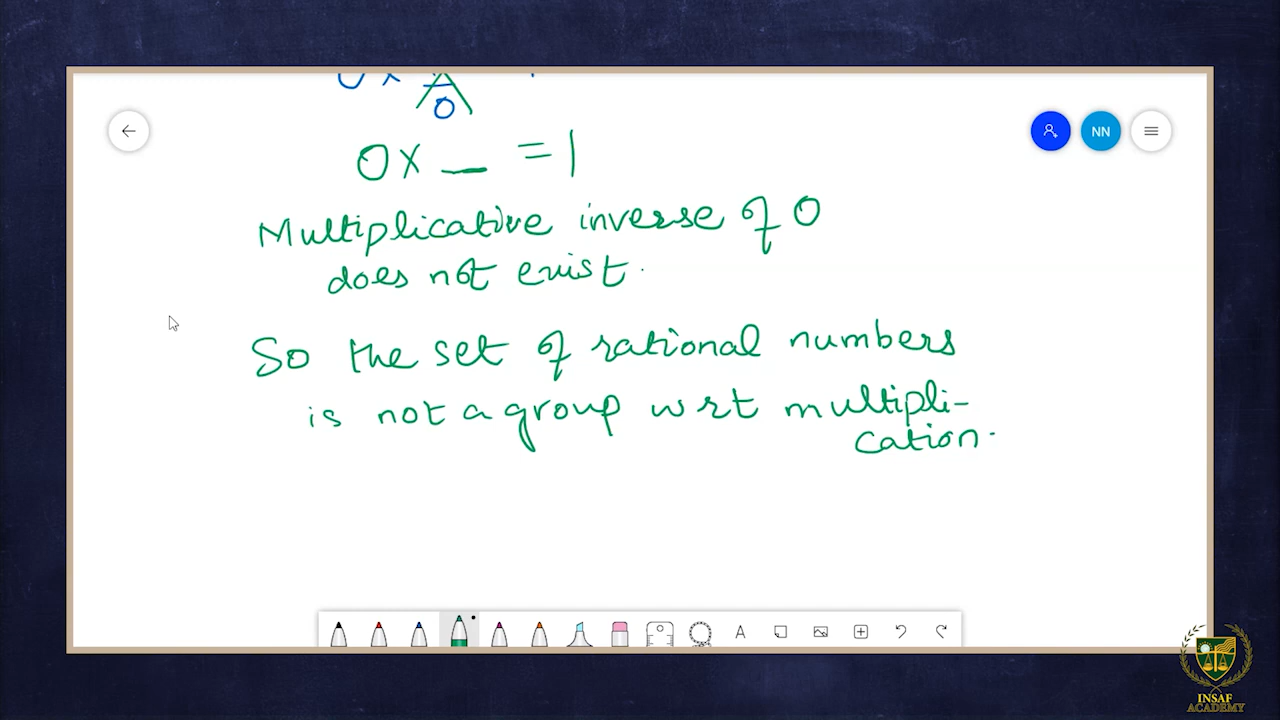 0
0 × _ = 1
NN
Multiplicative inverse of 0
does not exist.
So the set of rational numbers
is not a group wrt multipli-
cation.
A
INSAF
ACADEMY